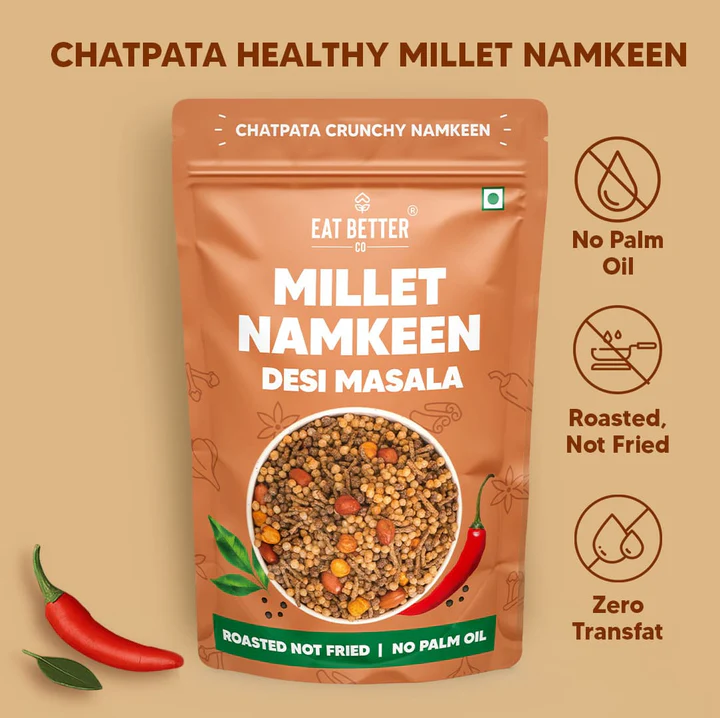 CHATPATA HEALTHY MILLET NAMKEEN
CHATPATA CRUNCHY NAMKEEN
EAT BETTER ®
CO
MILLET
NAMKEEN
DESI MASALA
ROASTED NOT FRIED | NO PALM OIL
No Palm
Oil
Roasted,
Not Fried
Zero
Transfat